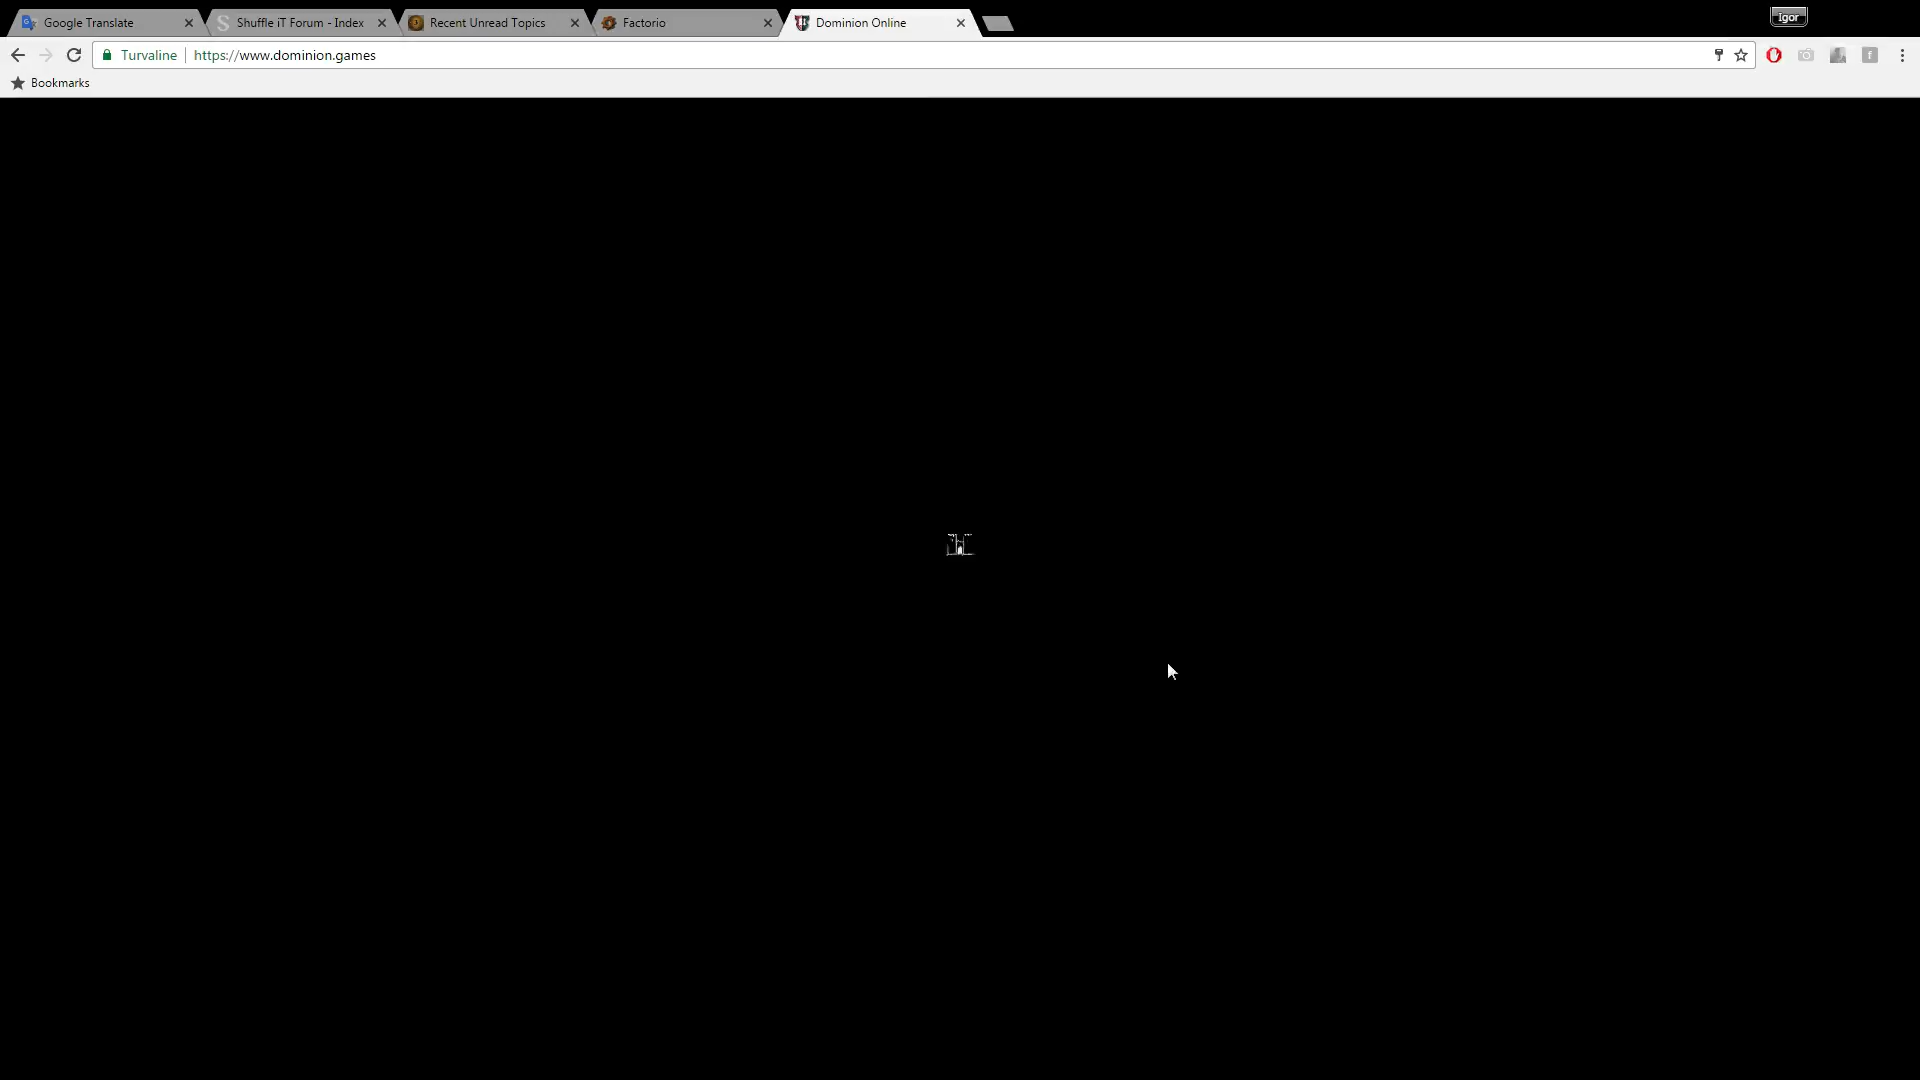 Google Translate
Shuffle iT Forum - Index
Recent Unread Topics
Factorio
Dominion Online
Igor
Turvaline
https://www.dominion.games
Bookmarks